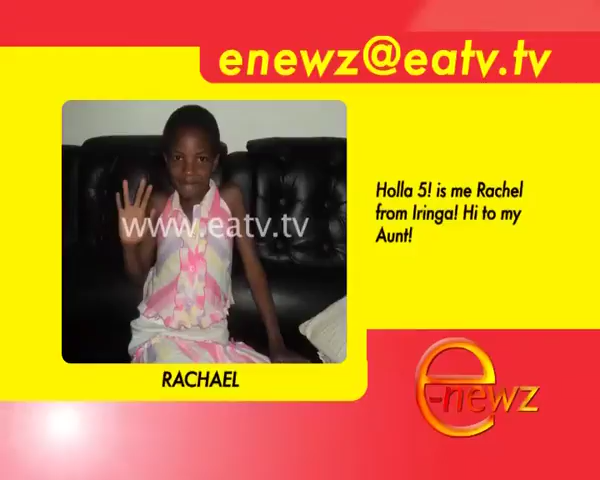 enewz@eatv.tv
Holla 5! is me Rachel
from Iringa! Hi to my
Aunt!
www.eatv.tv
RACHAEL
e-newz